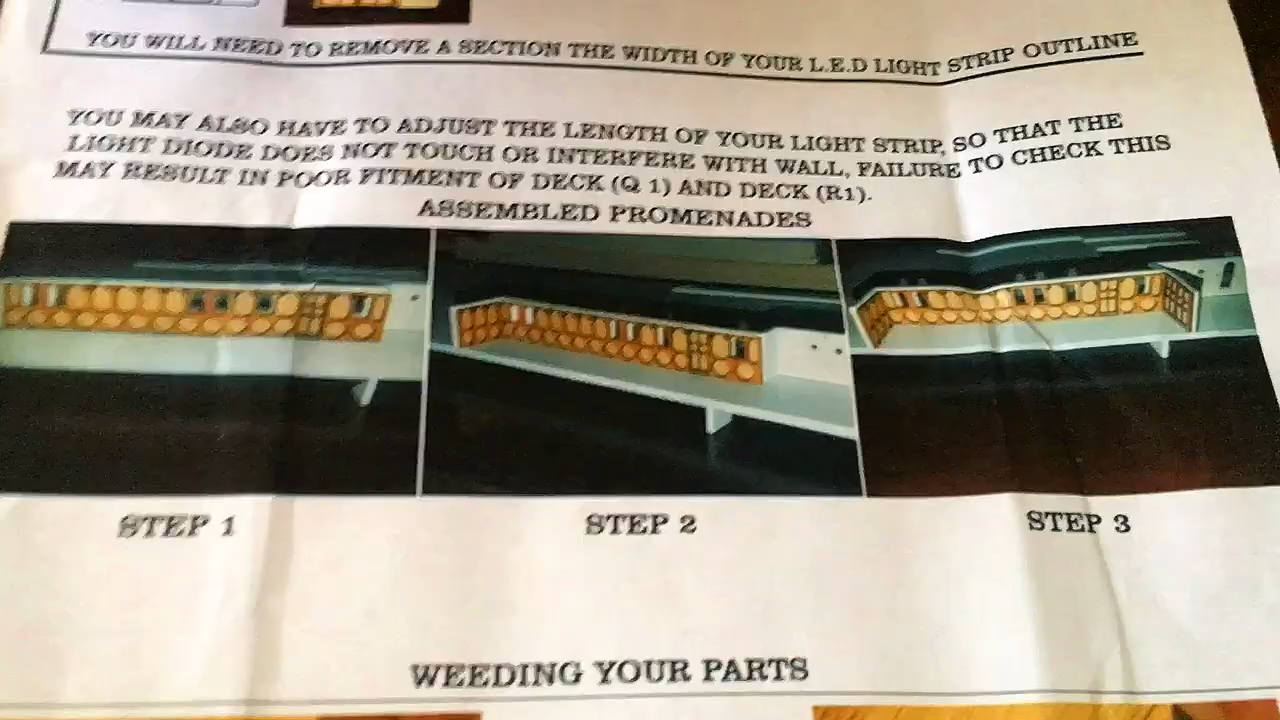 YOU WILL NEED TO REMOVE A SECTION THE WIDTH OF YOUR L.E.D LIGHT STRIP OUTLINE
YOU MAY ALSO HAVE TO ADJUST THE LENGTH OF YOUR LIGHT STRIP, SO THAT THE
LIGHT DIODE DOES NOT TOUCH OR INTERFERE WITH WALL, FAILURE TO CHECK THIS
MAY RESULT IN POOR FITMENT OF DECK (Q 1) AND DECK (R1).
ASSEMBLED PROMENADES
STEP 1
STEP 2
STEP 3
WEEDING YOUR PARTS